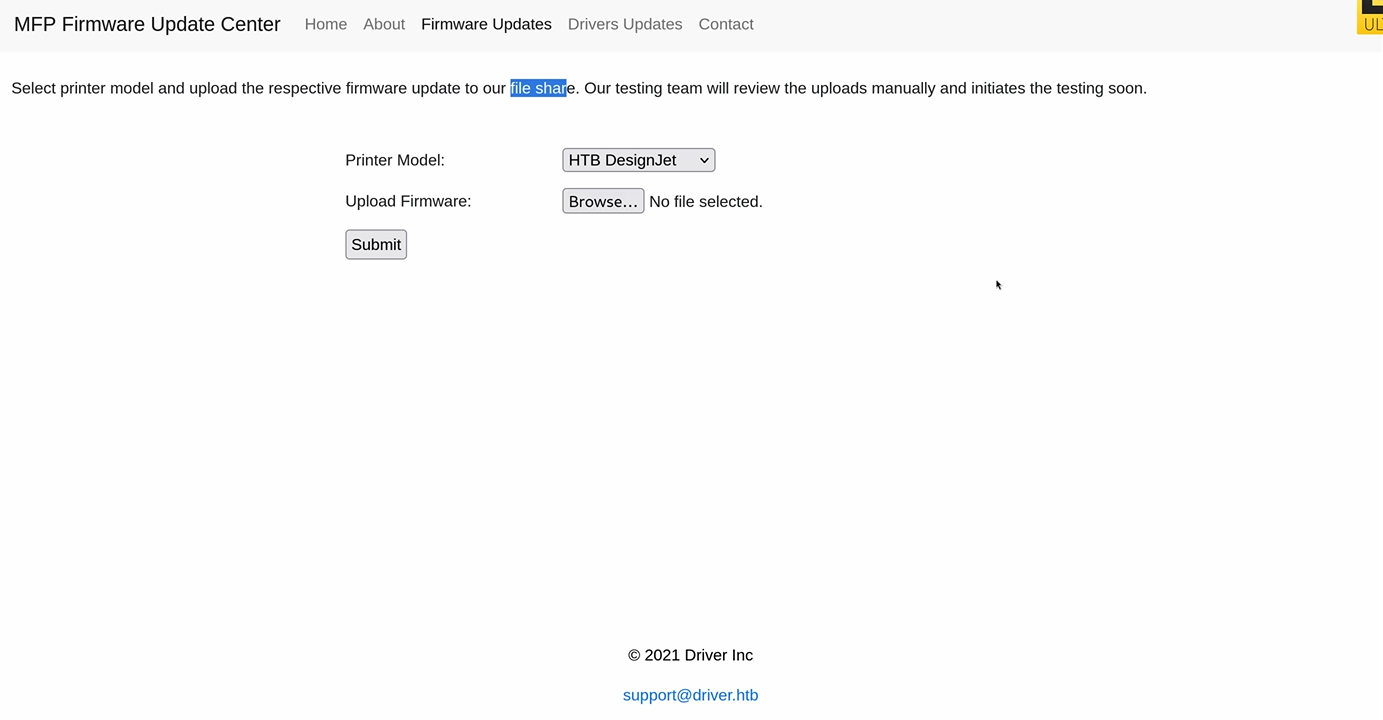 MFP Firmware Update Center Home About Firmware Updates Drivers Updates Contact
Select printer model and upload the respective firmware update to our file share. Our testing team will review the uploads manually and initiates the testing soon.
Printer Model: HTB DesignJet
Upload Firmware: Browse... No file selected.
Submit
© 2021 Driver Inc
support@driver.htb